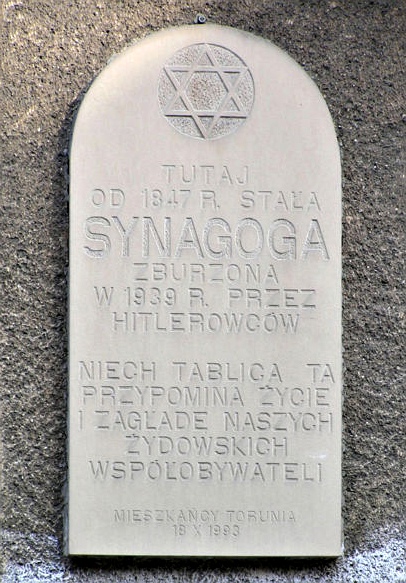 TUTAJ
OD 1847 R. STAŁA
SYNAGOGA
ZBURZONA
W 1939 R. PRZEZ
HITLEROWCÓW
NIECH TABLICA TA
PRZYPOMINA ŻYCIE
I ZAGŁADĘ NASZYCH
ŻYDOWSKICH
WSPÓŁOBYWATELI
MIESZKAŃCY TORUNIA
18 X 1993